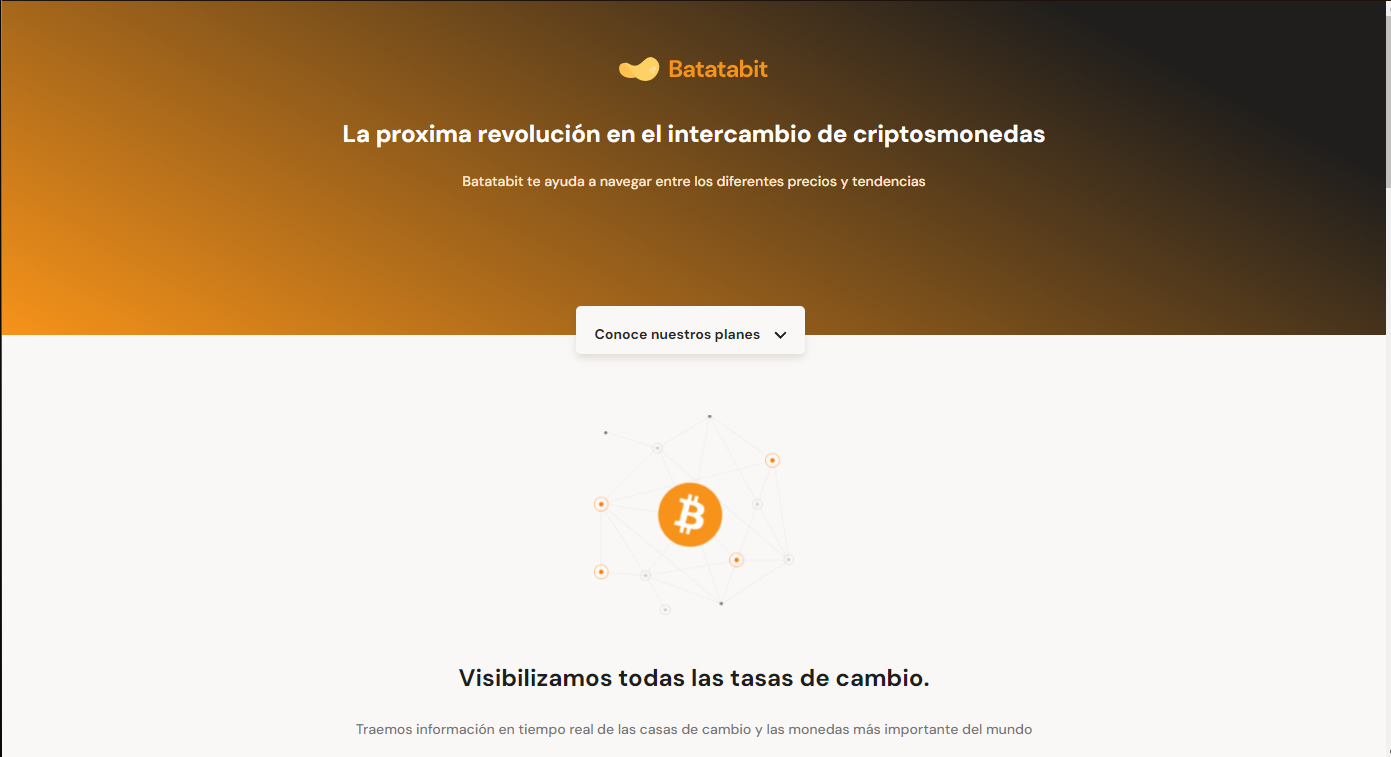 Batatabit
La proxima revolución en el intercambio de criptosmonedas
Batatabit te ayuda a navegar entre los diferentes precios y tendencias
Conoce nuestros planes
Visibilizamos todas las tasas de cambio.
Traemos información en tiempo real de las casas de cambio y las monedas más importante del mundo